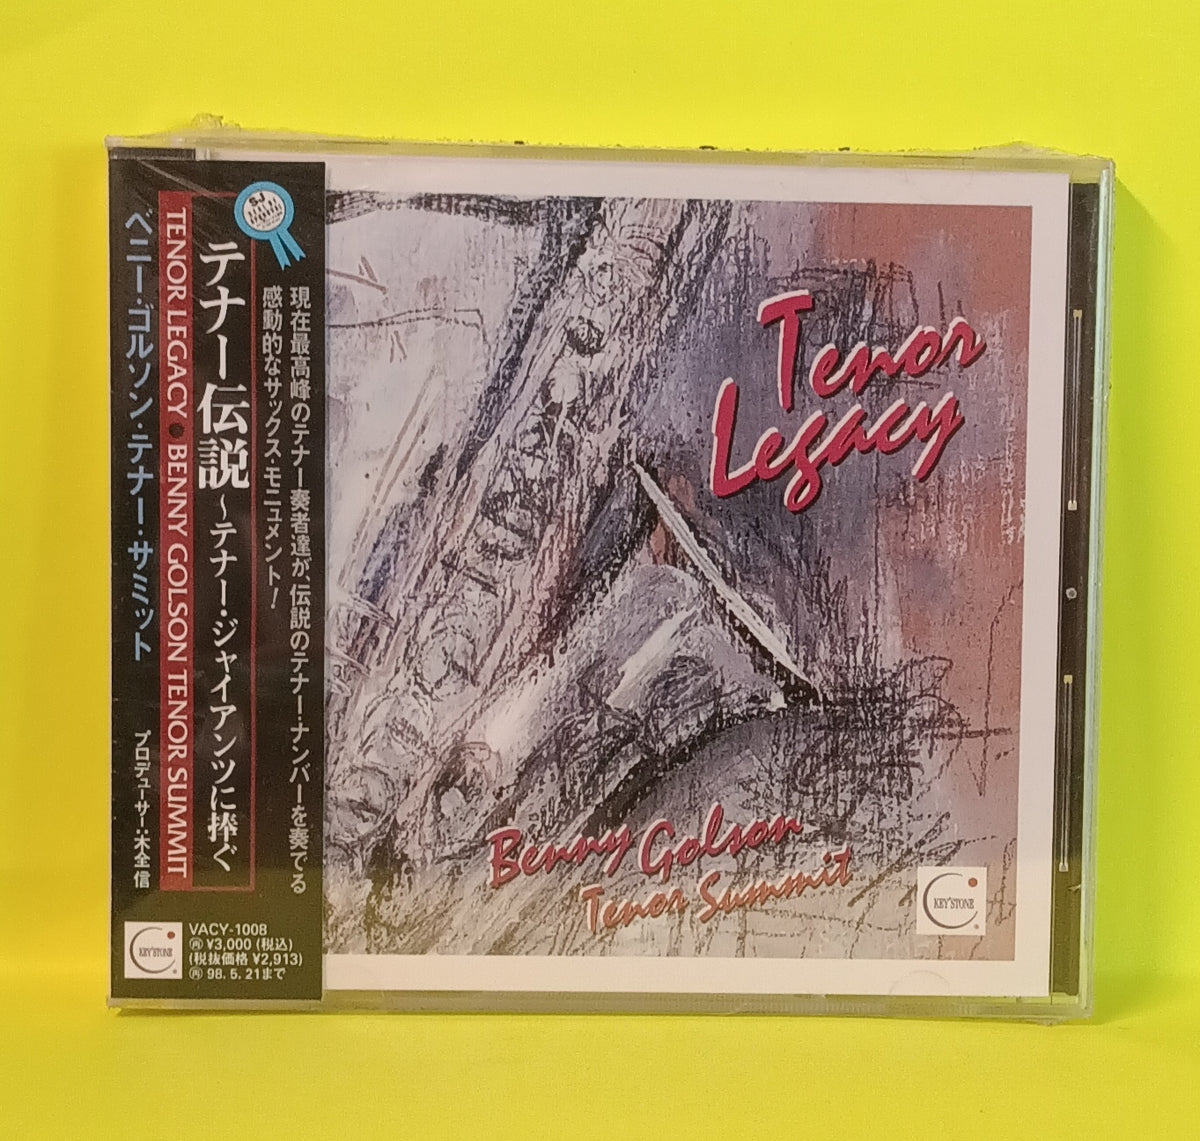 SJ
現在最高峰のテナー奏者達が、伝説のテナー・ナンバーを奏でる
感動的なサックス・モニュメント!
テナー伝説~テナー・ジャイアンツに捧ぐ
TENOR LEGACY●BENNY GOLSON TENOR SUMMIT
ベニー・ゴルソン・テナー・サミット
プロデューサー:木全信
KEY'STONE
VACY-1008
再 ¥3,000 (税込)
(税抜価格 ¥2,913)
再 98. 5. 21まで
Tenor
Legacy
Benny Golson
Tenor Summit
KEY'STONE